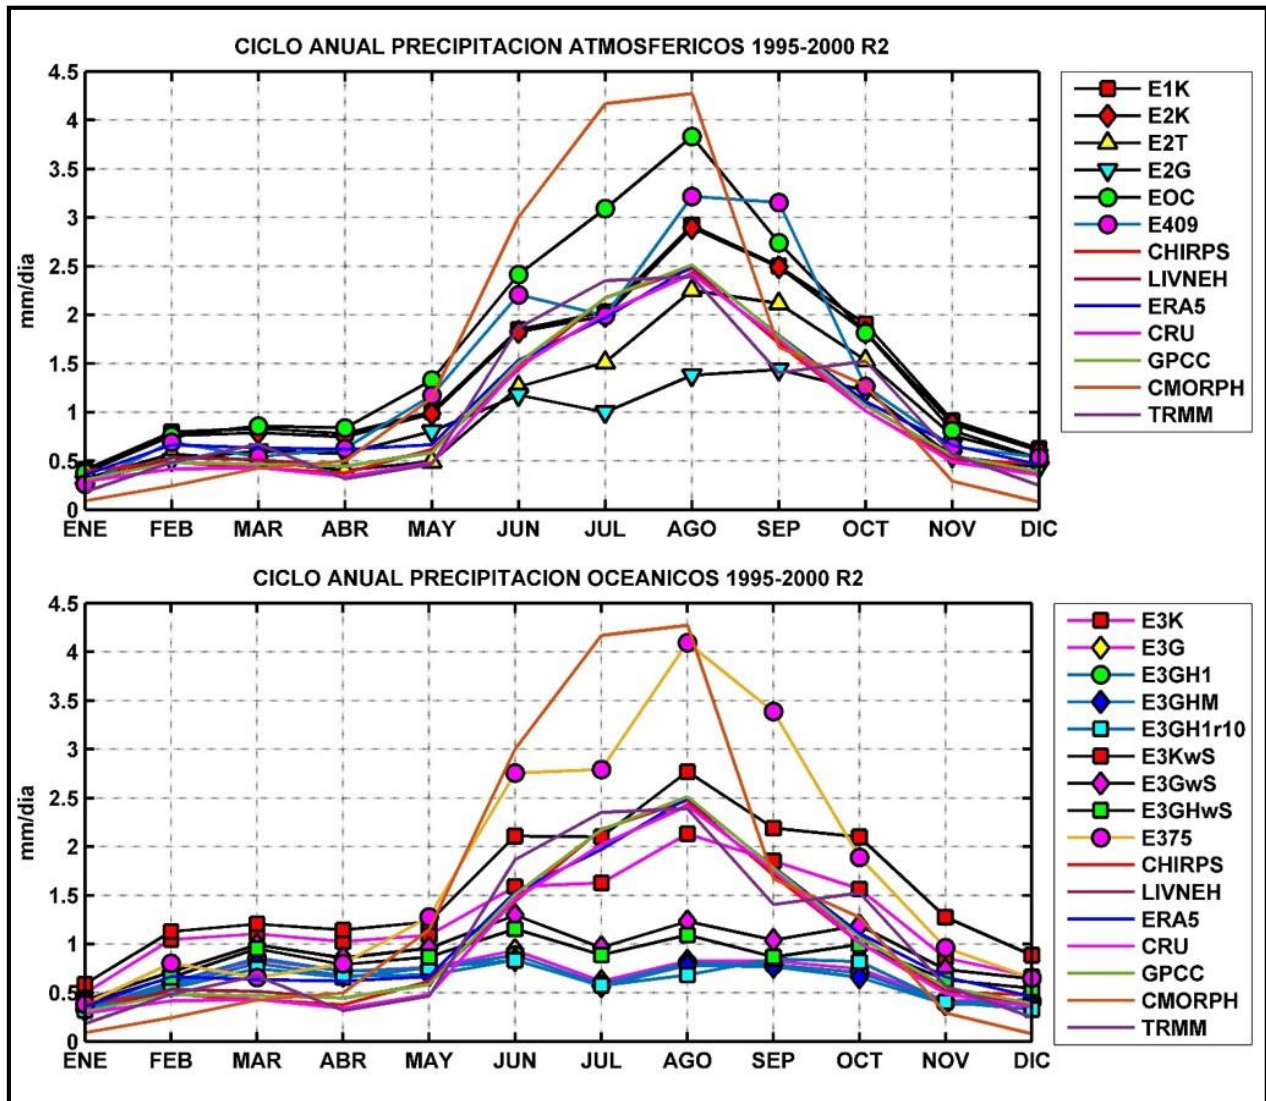 CICLO ANUAL PRECIPITACION ATMOSFERICOS 1995-2000 R2
mm/dia
4.5
4
3.5
3
2.5
2
1.5
1
0.5
0
ENE FEB MAR ABR MAY JUN JUL AGO SEP OCT NOV DIC
E1K
E2K
E2T
E2G
EOC
E409
CHIRPS
LIVNEH
ERA5
CRU
GPCC
CMORPH
TRMM
CICLO ANUAL PRECIPITACION OCEANICOS 1995-2000 R2
mm/dia
4.5
4
3.5
3
2.5
2
1.5
1
0.5
0
ENE FEB MAR ABR MAY JUN JUL AGO SEP OCT NOV DIC
E3K
E3G
E3GH1
E3GHM
E3GH1r10
E3KwS
E3GwS
E3GHwS
E375
CHIRPS
LIVNEH
ERA5
CRU
GPCC
CMORPH
TRMM